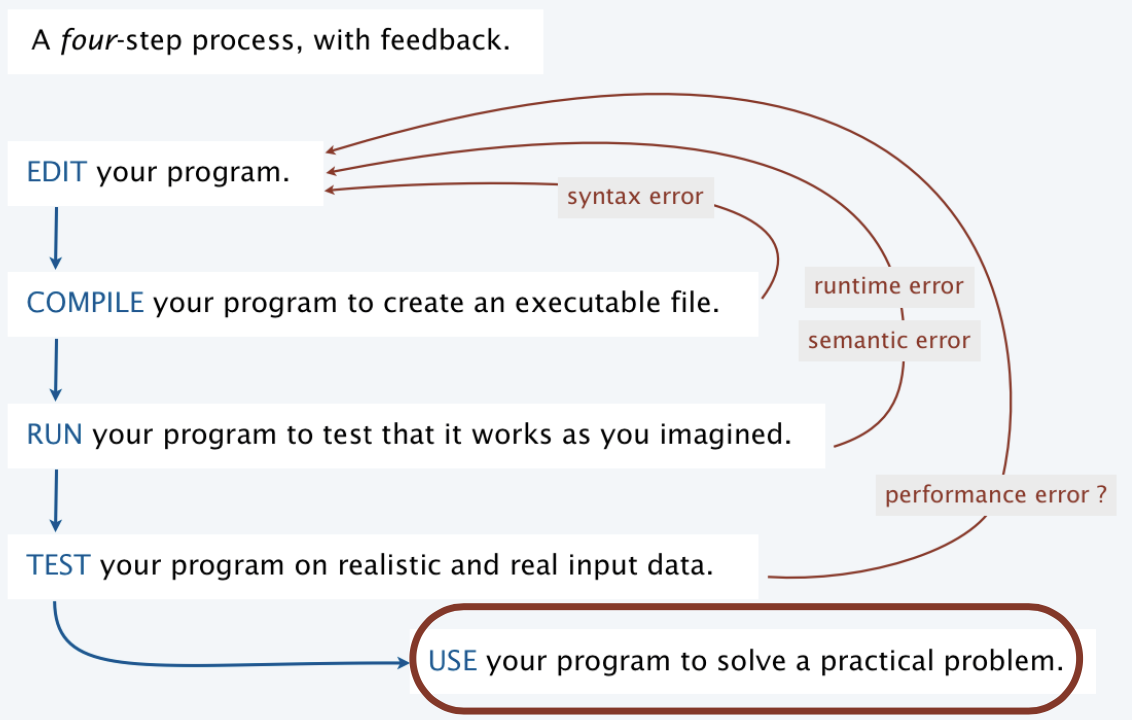 A four-step process, with feedback.
EDIT your program.
syntax error
COMPILE your program to create an executable file.
runtime error
semantic error
RUN your program to test that it works as you imagined.
performance error ?
TEST your program on realistic and real input data.
USE your program to solve a practical problem.